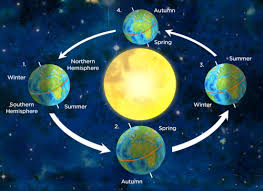 4.
Autumn
Spring
1.
Winter
Northern
Hemisphere
Southern
Hemisphere
Summer
3.
Summer
Winter
2.
Spring
Autumn